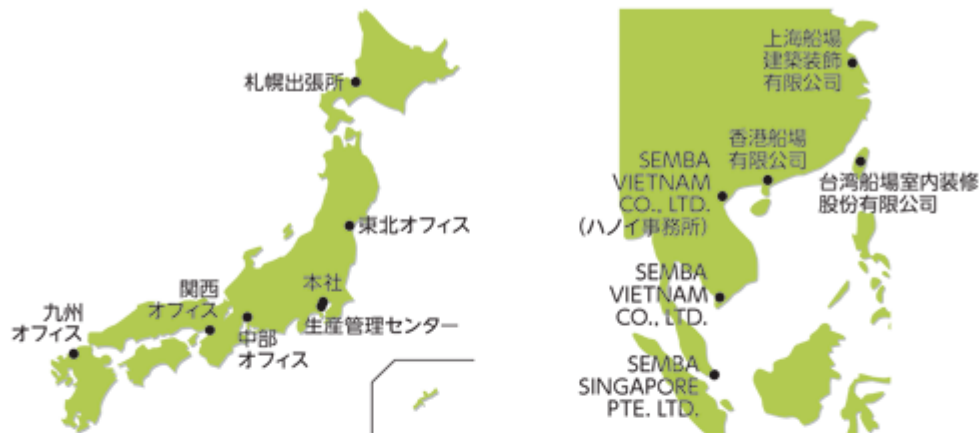 札幌出張所
東北オフィス
本社
生産管理センター
関西
オフィス
中部
オフィス
九州
オフィス
上海船場
建築装飾
有限公司
香港船場
有限公司
台湾船場室内装修
股份有限公司
SEMBA
VIETNAM
CO., LTD.
(ハノイ事務所)
SEMBA
VIETNAM
CO., LTD.
SEMBA
SINGAPORE
PTE. LTD.